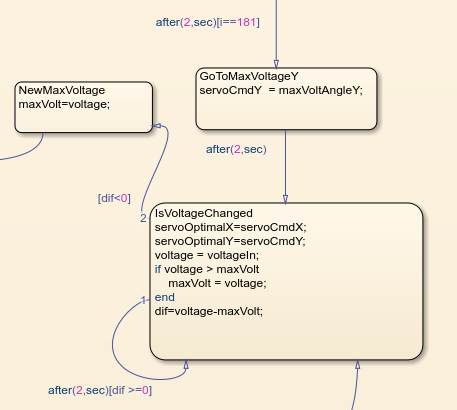 after(2,sec)[i==181]
GoToMaxVoltageY
servoCmdY  = maxVoltAngleY;
NewMaxVoltage
maxVolt=voltage;
after(2,sec)
[dif<0]
2
IsVoltageChanged
servoOptimalX=servoCmdX;
servoOptimalY=servoCmdY;
voltage = voltageIn;
if voltage > maxVolt
    maxVolt = voltage;
end
dif=voltage-maxVolt;
1
after(2,sec)[dif >=0]